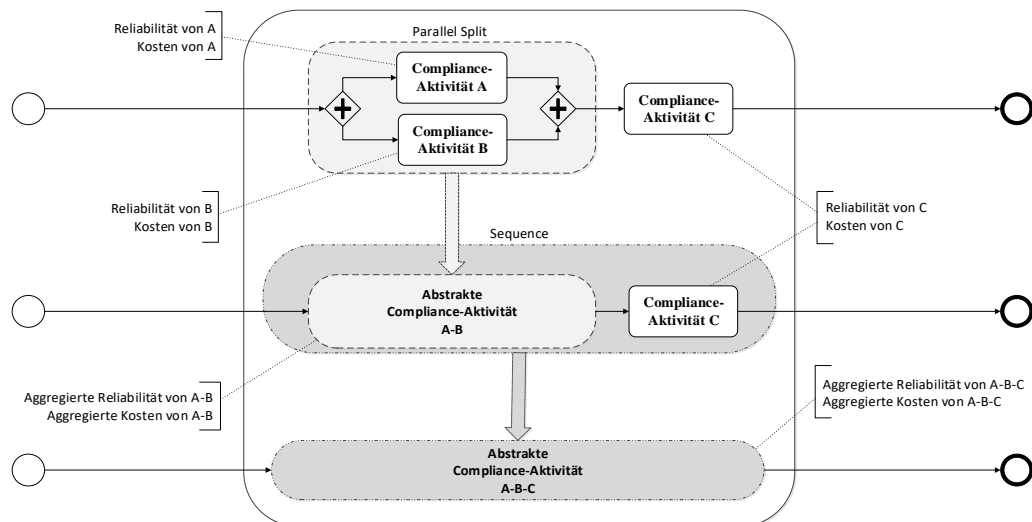 Reliabilität von A
Kosten von A
Parallel Split
Compliance-
Aktivität A
Compliance-
Aktivität B
Compliance-
Aktivität C
Reliabilität von B
Kosten von B
Reliabilität von C
Kosten von C
Sequence
Abstrakte
Compliance-Aktivität
A-B
Compliance-
Aktivität C
Aggregierte Reliabilität von A-B
Aggregierte Kosten von A-B
Aggregierte Reliabilität von A-B-C
Aggregierte Kosten von A-B-C
Abstrakte
Compliance-Aktivität
A-B-C